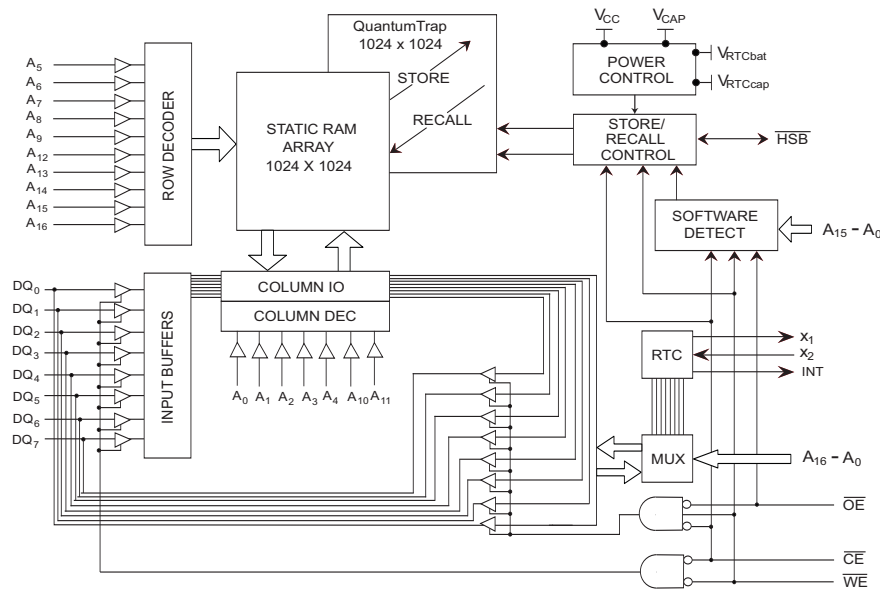 VCC
VCAP
QuantumTrap
1024 x 1024
POWER
CONTROL
VRTCbat
VRTCcap
A5
A6
A7
A8
A9
A12
A13
A14
A15
A16
ROW DECODER
STATIC RAM
ARRAY
1024 X 1024
STORE
RECALL
STORE/
RECALL
CONTROL
HSB
SOFTWARE
DETECT
A15 – A0
DQ0
DQ1
DQ2
DQ3
DQ4
DQ5
DQ6
DQ7
INPUT BUFFERS
COLUMN IO
COLUMN DEC
A0 A1 A2 A3 A4 A10 A11
RTC
x1
x2
INT
MUX
A16 – A0
OE
CE
WE